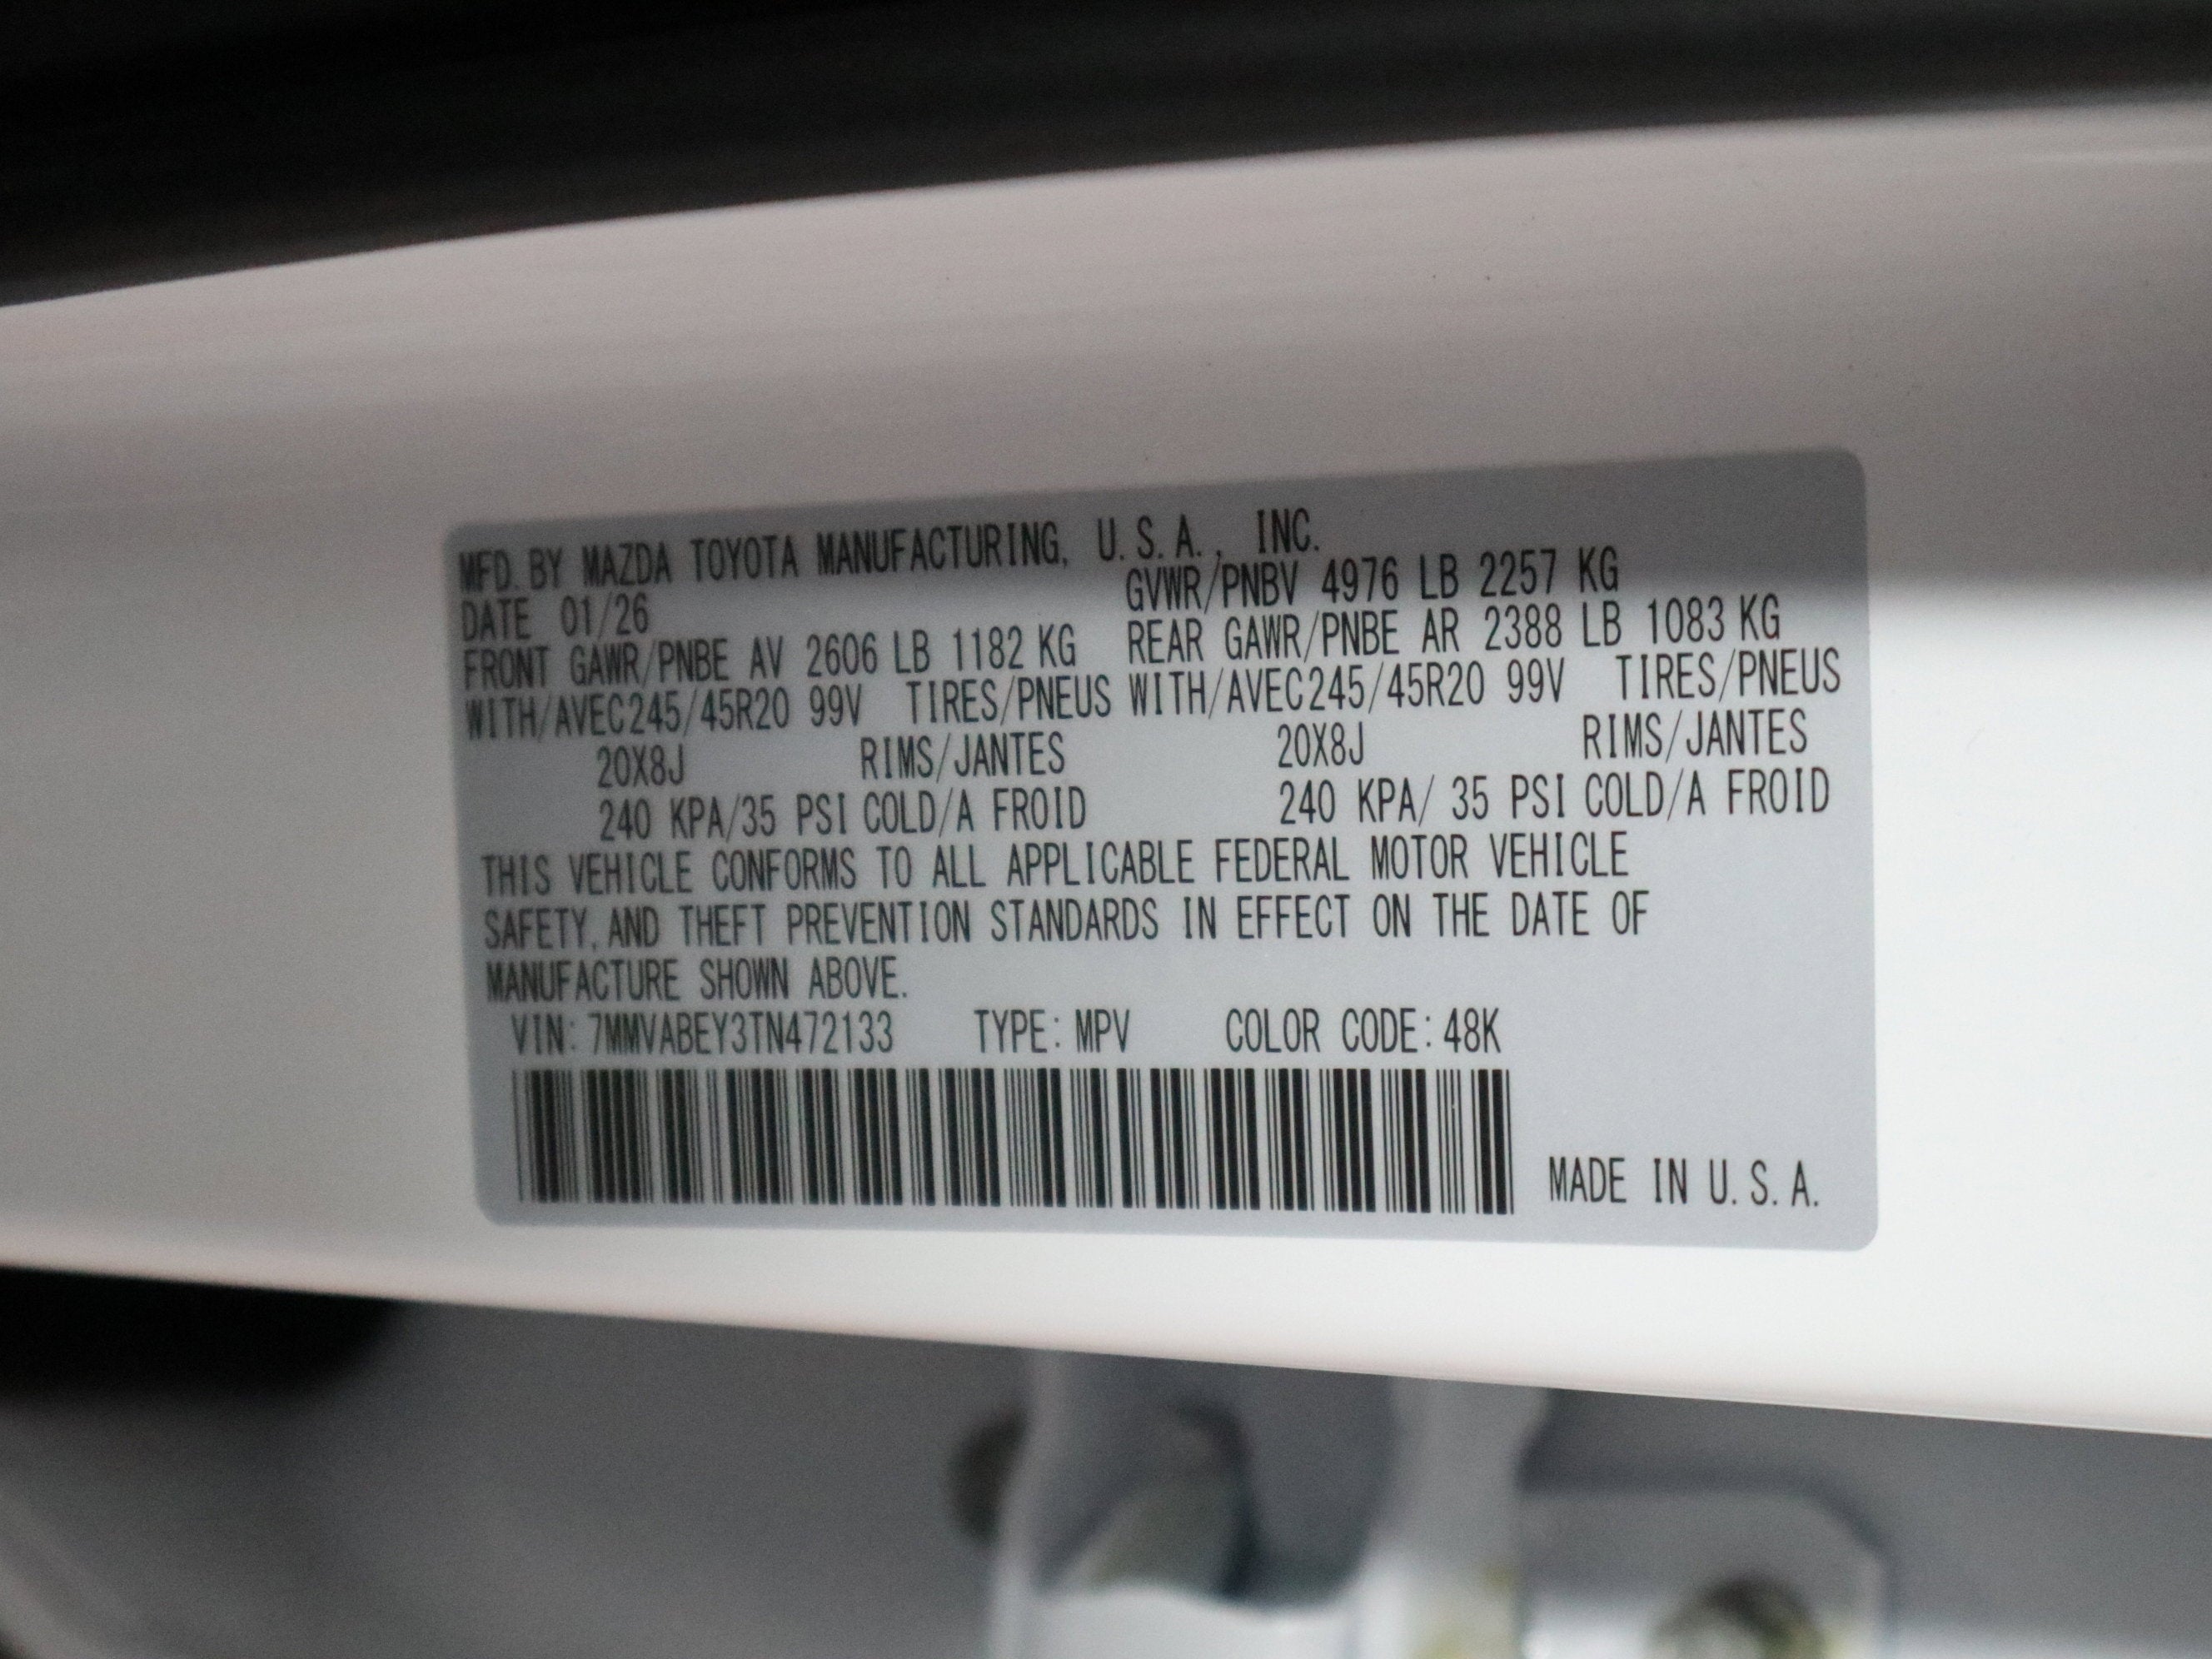 MFD. BY MAZDA TOYOTA MANUFACTURING, U.S.A., INC.
DATE 01/26 GVWR/PNBV 4976 LB 2257 KG
FRONT GAWR/PNBE AV 2606 LB 1182 KG REAR GAWR/PNBE AR 2388 LB 1083 KG
WITH/AVEC245/45R20 99V TIRES/PNEUS WITH/AVEC245/45R20 99V TIRES/PNEUS
20X8J RIMS/JANTES 20X8J RIMS/JANTES
240 KPA/35 PSI COLD/A FROID 240 KPA/ 35 PSI COLD/A FROID
THIS VEHICLE CONFORMS TO ALL APPLICABLE FEDERAL MOTOR VEHICLE
SAFETY, AND THEFT PREVENTION STANDARDS IN EFFECT ON THE DATE OF
MANUFACTURE SHOWN ABOVE.
VIN: 7MMVABEY3TN472133 TYPE: MPV COLOR CODE: 48K
MADE IN U.S.A.